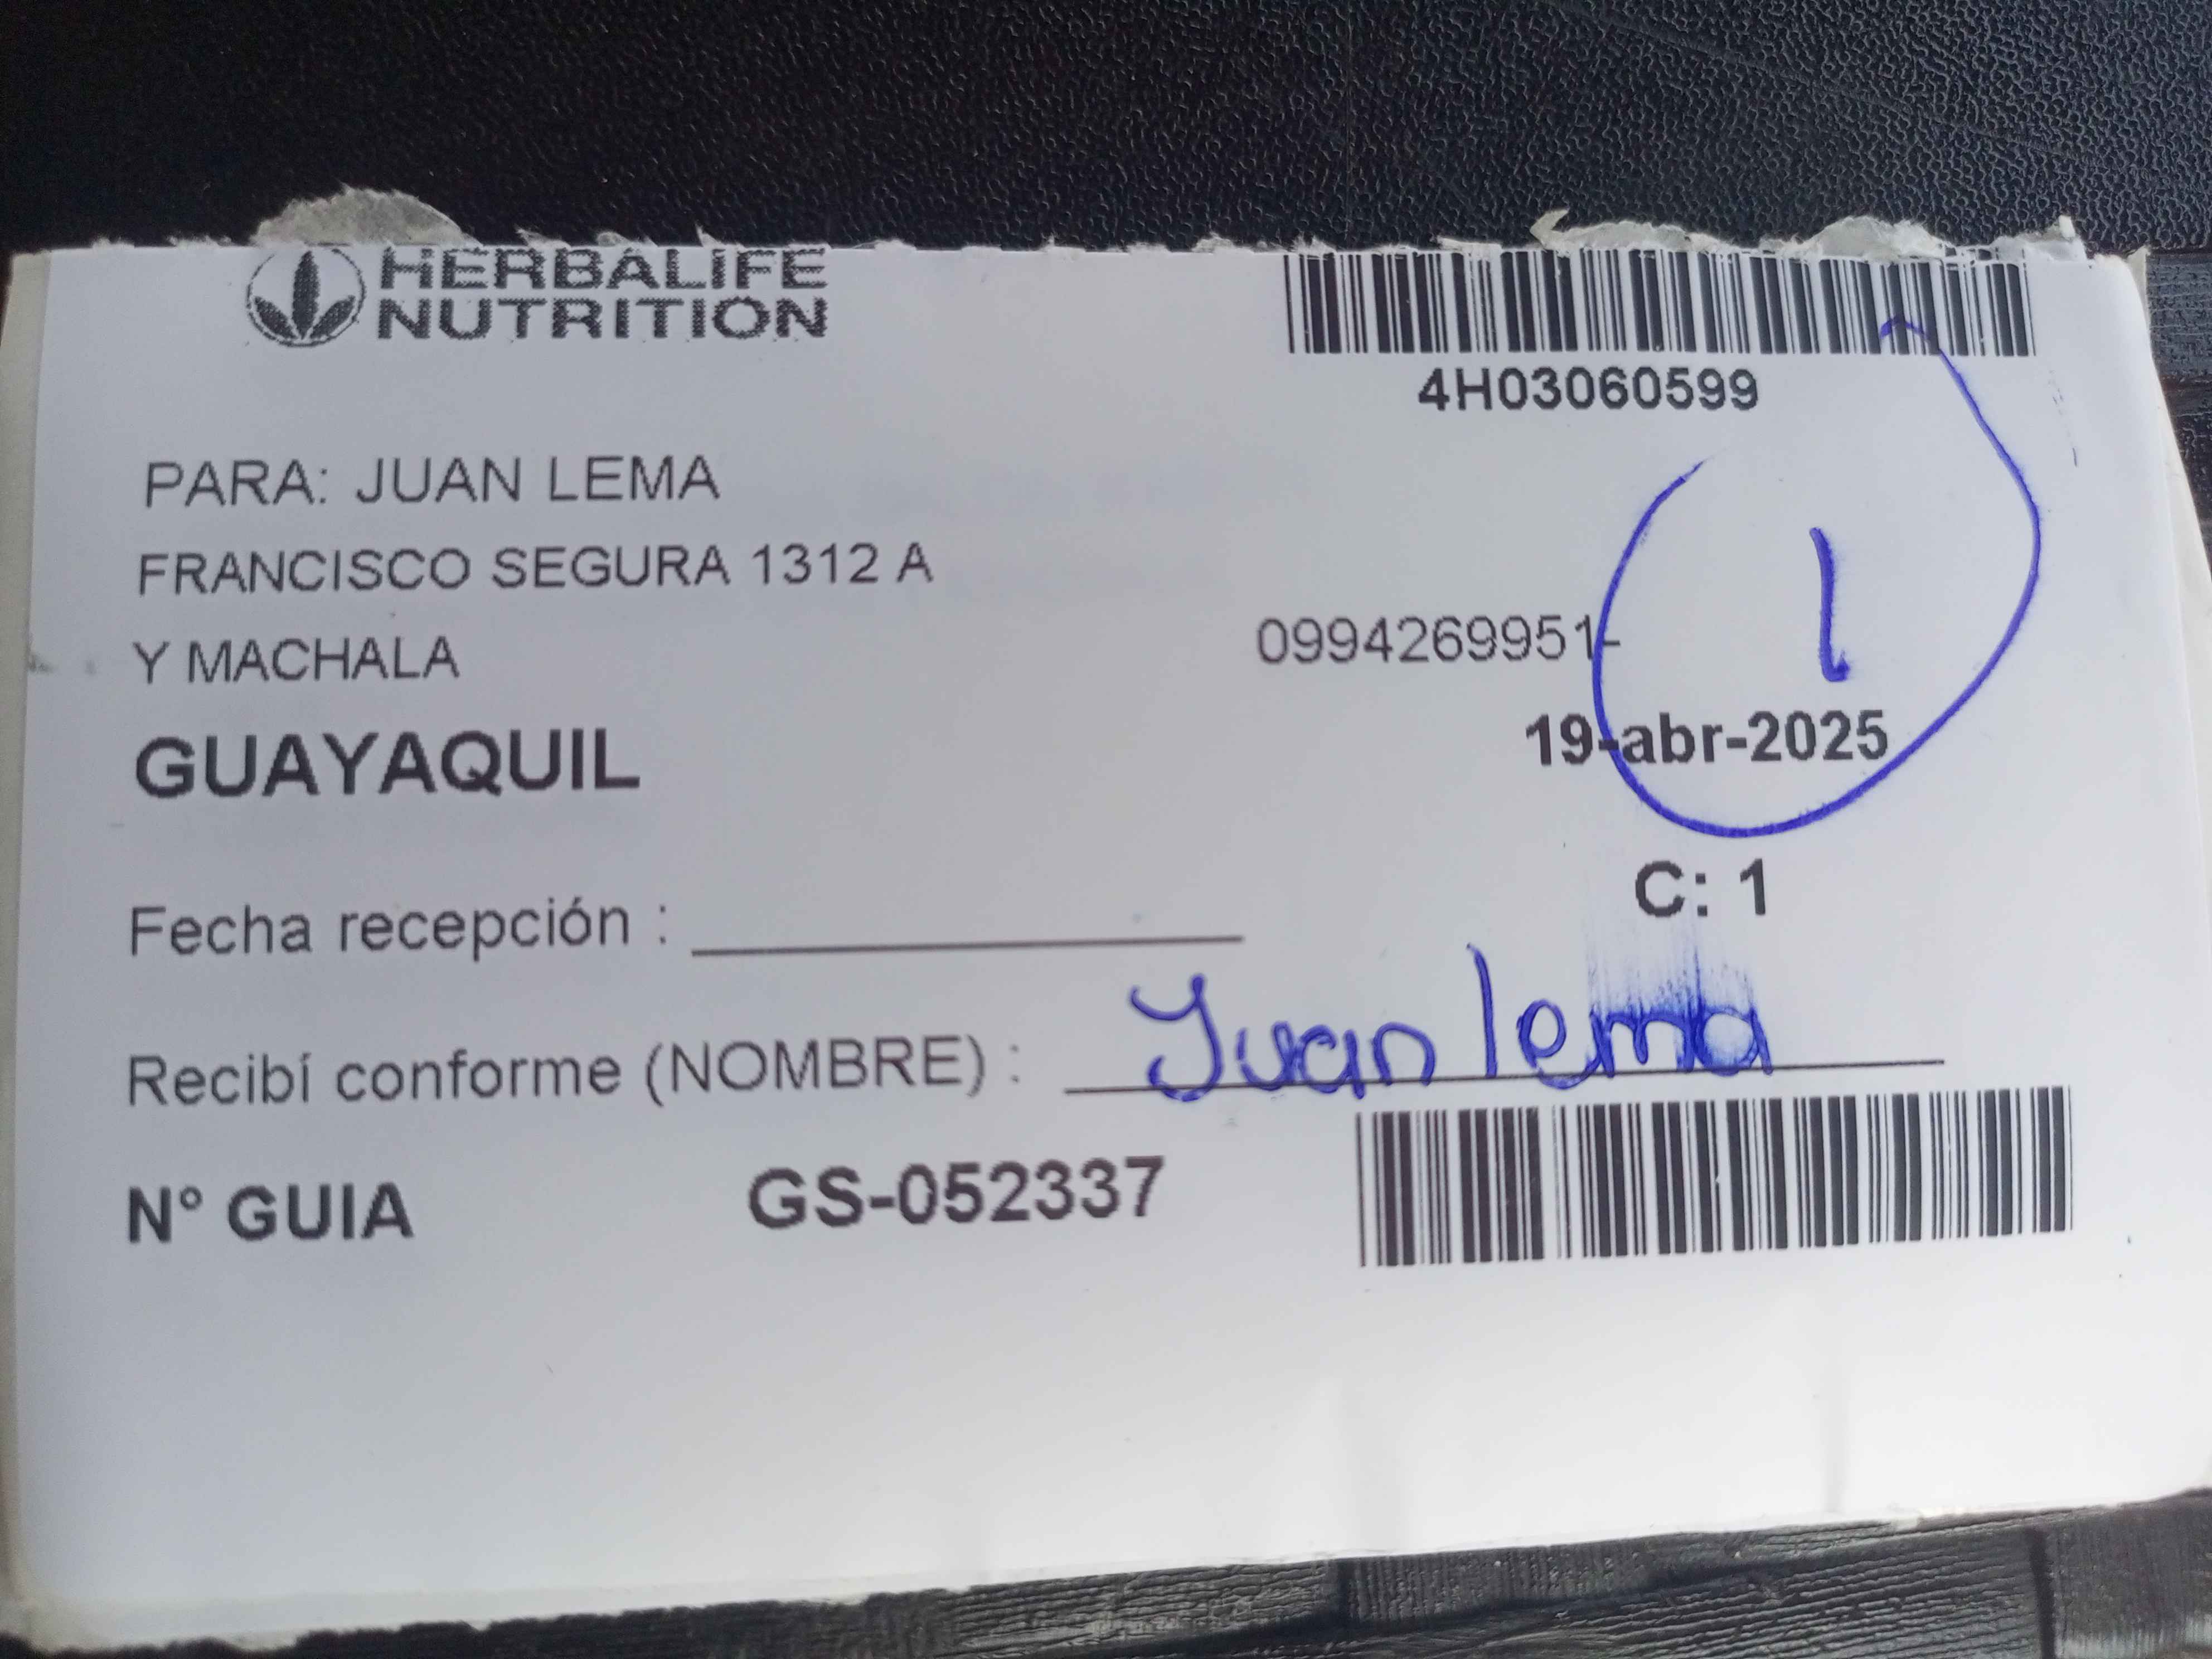 HERBALIFE
NUTRITION
4H03060599
PARA: JUAN LEMA
FRANCISCO SEGURA 1312 A
Y MACHALA
0994269951-
1
GUAYAQUIL
19-abr-2025
C: 1
Fecha recepción : ____________
Recibí conforme (NOMBRE) : Juan lema
N° GUIA GS-052337